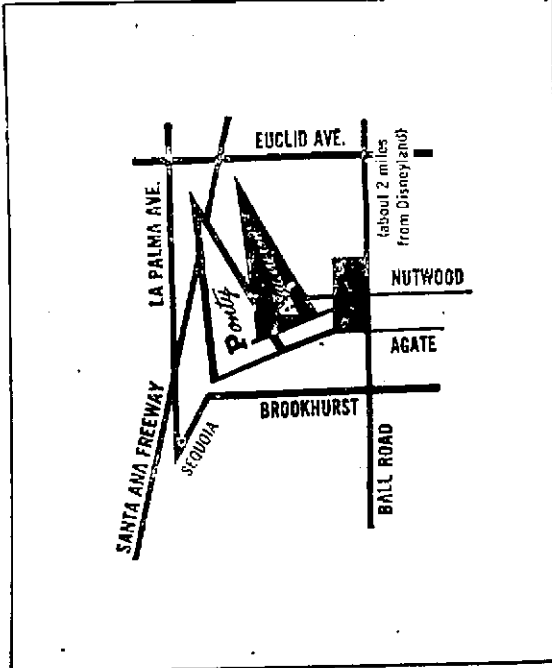 EUCLID AVE.
LA PALMA AVE.
(about 2 miles
from Disneyland)
NUTWOOD
Ponty
AGATE
BROOKHURST
SANTA ANA FREEWAY
SEQUOIA
BALL ROAD